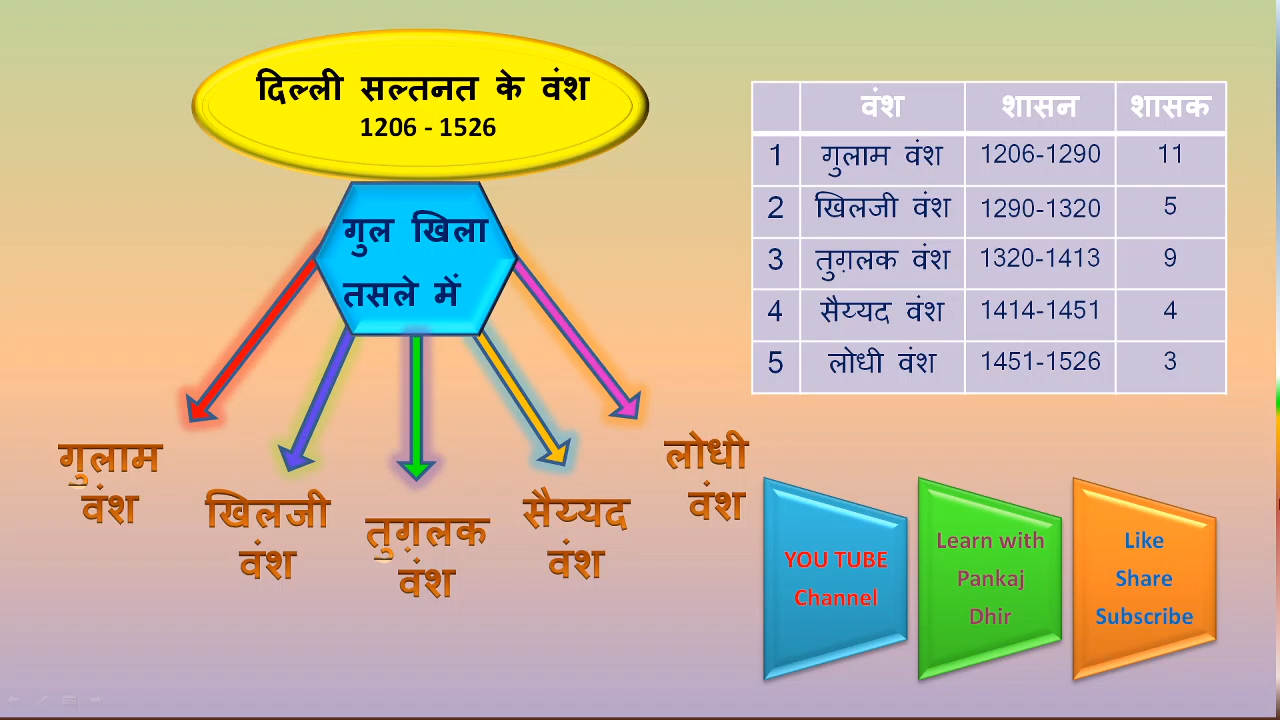 दिल्ली सल्तनत के वंश
1206 - 1526
गुल खिला
तसले में
गुलाम
वंश
खिलजी
वंश
तुग़लक
वंश
सैय्यद
वंश
लोधी
वंश
वंश शासन शासक
1 गुलाम वंश 1206-1290 11
2 खिलजी वंश 1290-1320 5
3 तुग़लक वंश 1320-1413 9
4 सैय्यद वंश 1414-1451 4
5 लोधी वंश 1451-1526 3
YOU TUBE
Channel
Learn with
Pankaj
Dhir
Like
Share
Subscribe